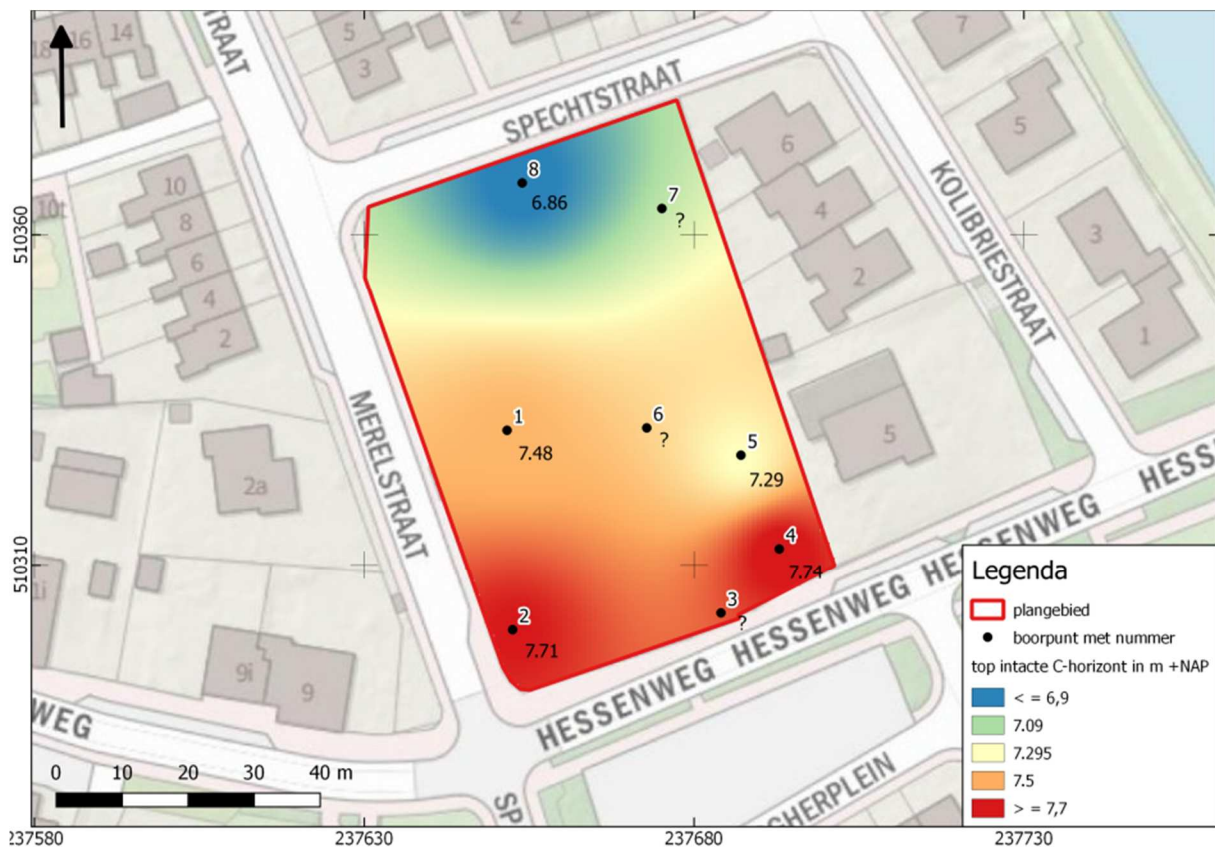 14
16
18
5
3
2
7
STRAAT
SPECHTSTRAAT
5
6
KOLIBRIESTRAAT
8
6.86
7
?
10
8
6
4
2
10t
4
2
3
1
510360
MERELSTRAAT
1
7.48
6
?
5
7.29
5
2a
HESS
HESSENWEG
HESSENWEG
HESSENWEG
510310
4
7.74
3
?
2
7.71
9i
9
WEG
SP
GHERPLEIN
Legenda
plangebied
boorpunt met nummer
top intacte C-horizont in m +NAP
< = 6,9
7.09
7.295
7.5
> = 7,7
0 10 20 30 40 m
237580 237630 237680 237730